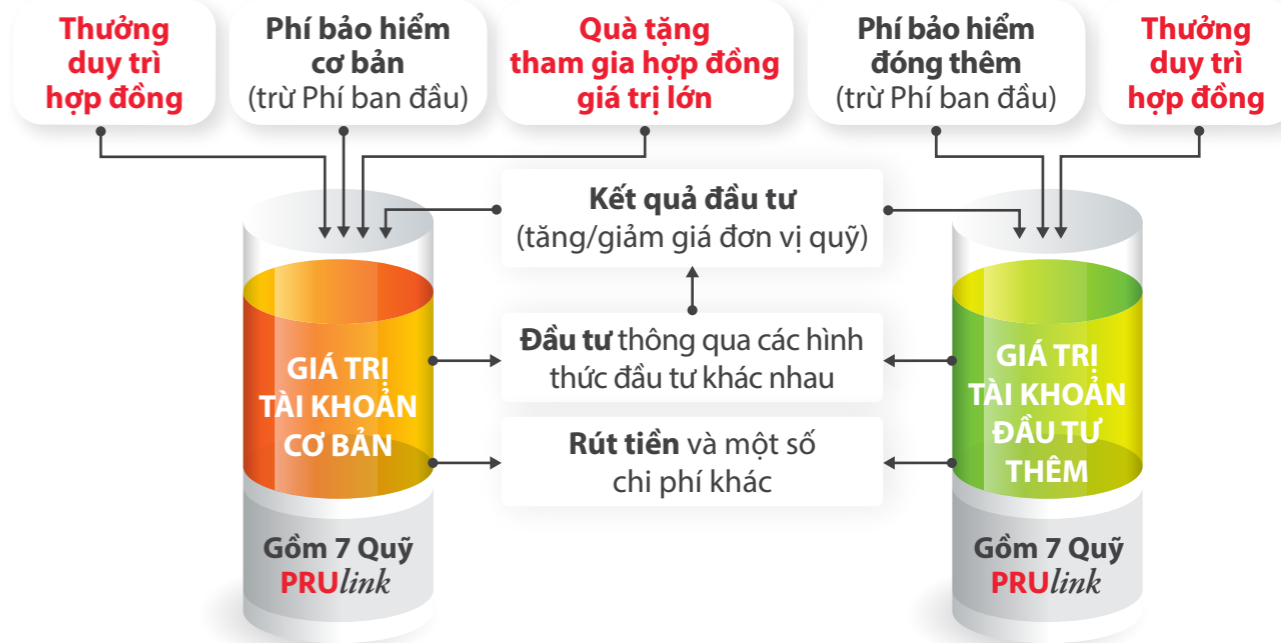 Thưởng
duy trì
hợp đồng
Phí bảo hiểm
cơ bản
(trừ Phí ban đầu)
Quà tặng
tham gia hợp đồng
giá trị lớn
Phí bảo hiểm
đóng thêm
(trừ Phí ban đầu)
Thưởng
duy trì
hợp đồng
Kết quả đầu tư
(tăng/giảm giá đơn vị quỹ)
Đầu tư thông qua các hình
thức đầu tư khác nhau
Rút tiền và một số
chi phí khác
GIÁ TRỊ
TÀI KHOẢN
CƠ BẢN
Gồm 7 Quỹ
PRUlink
GIÁ TRỊ
TÀI KHOẢN
ĐẦU TƯ
THÊM
Gồm 7 Quỹ
PRUlink